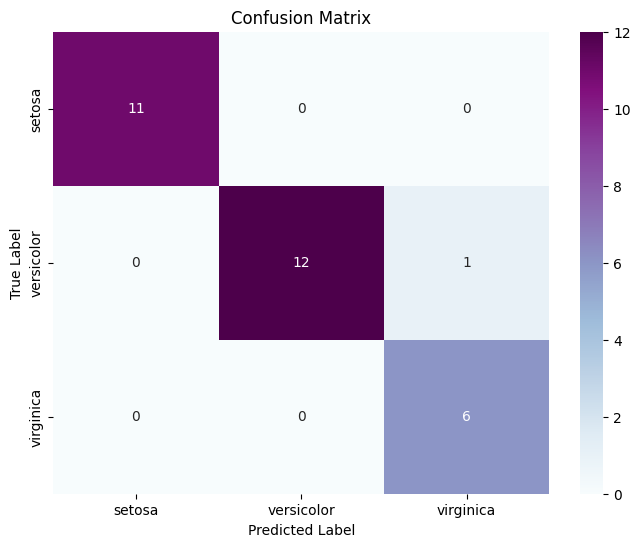 Confusion Matrix
True Label
setosa
versicolor
virginica
11 0 0
0 12 1
0 0 6
setosa versicolor virginica
Predicted Label
12
10
8
6
4
2
0